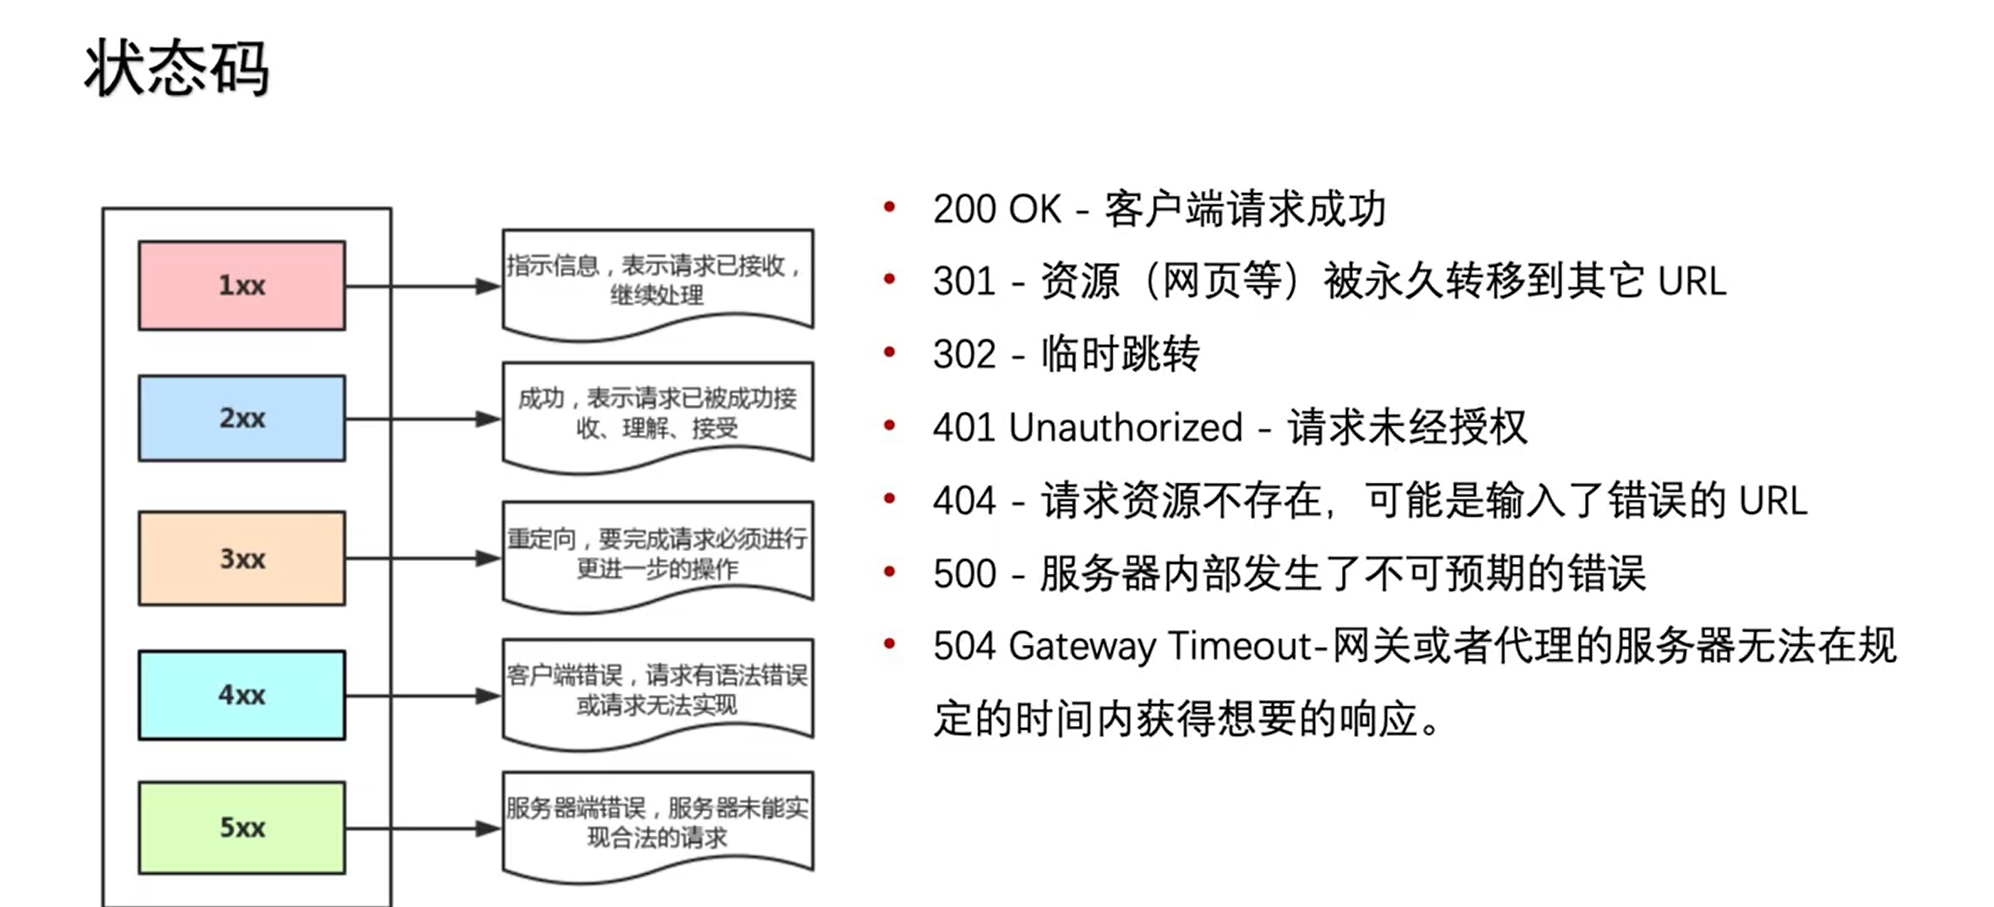 状态码
1xx
指示信息，表示请求已接收，
继续处理
2xx
成功，表示请求已被成功接
收、理解、接受
3xx
重定向，要完成请求必须进行
更进一步的操作
4xx
客户端错误，请求有语法错误
或请求无法实现
5xx
服务器端错误，服务器未能实
现合法的请求
• 200 OK - 客户端请求成功
• 301 - 资源（网页等）被永久转移到其它 URL
• 302 - 临时跳转
• 401 Unauthorized - 请求未经授权
• 404 - 请求资源不存在，可能是输入了错误的 URL
• 500 - 服务器内部发生了不可预期的错误
• 504 Gateway Timeout-网关或者代理的服务器无法在规
定的时间内获得想要的响应。